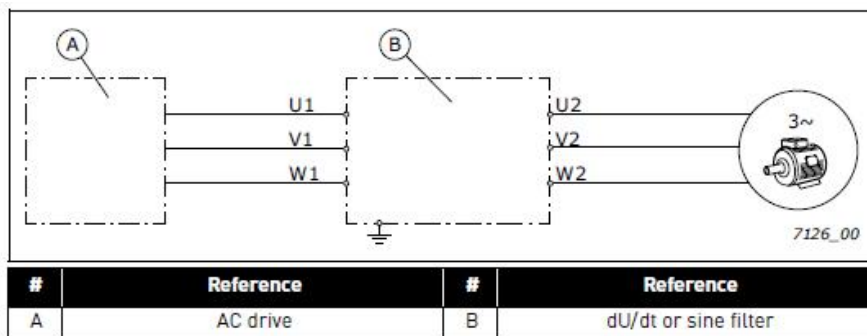 A
B
U1
U2
V1
V2
W1
W2
3~
7126_00
# Reference # Reference
A AC drive B dU/dt or sine filter